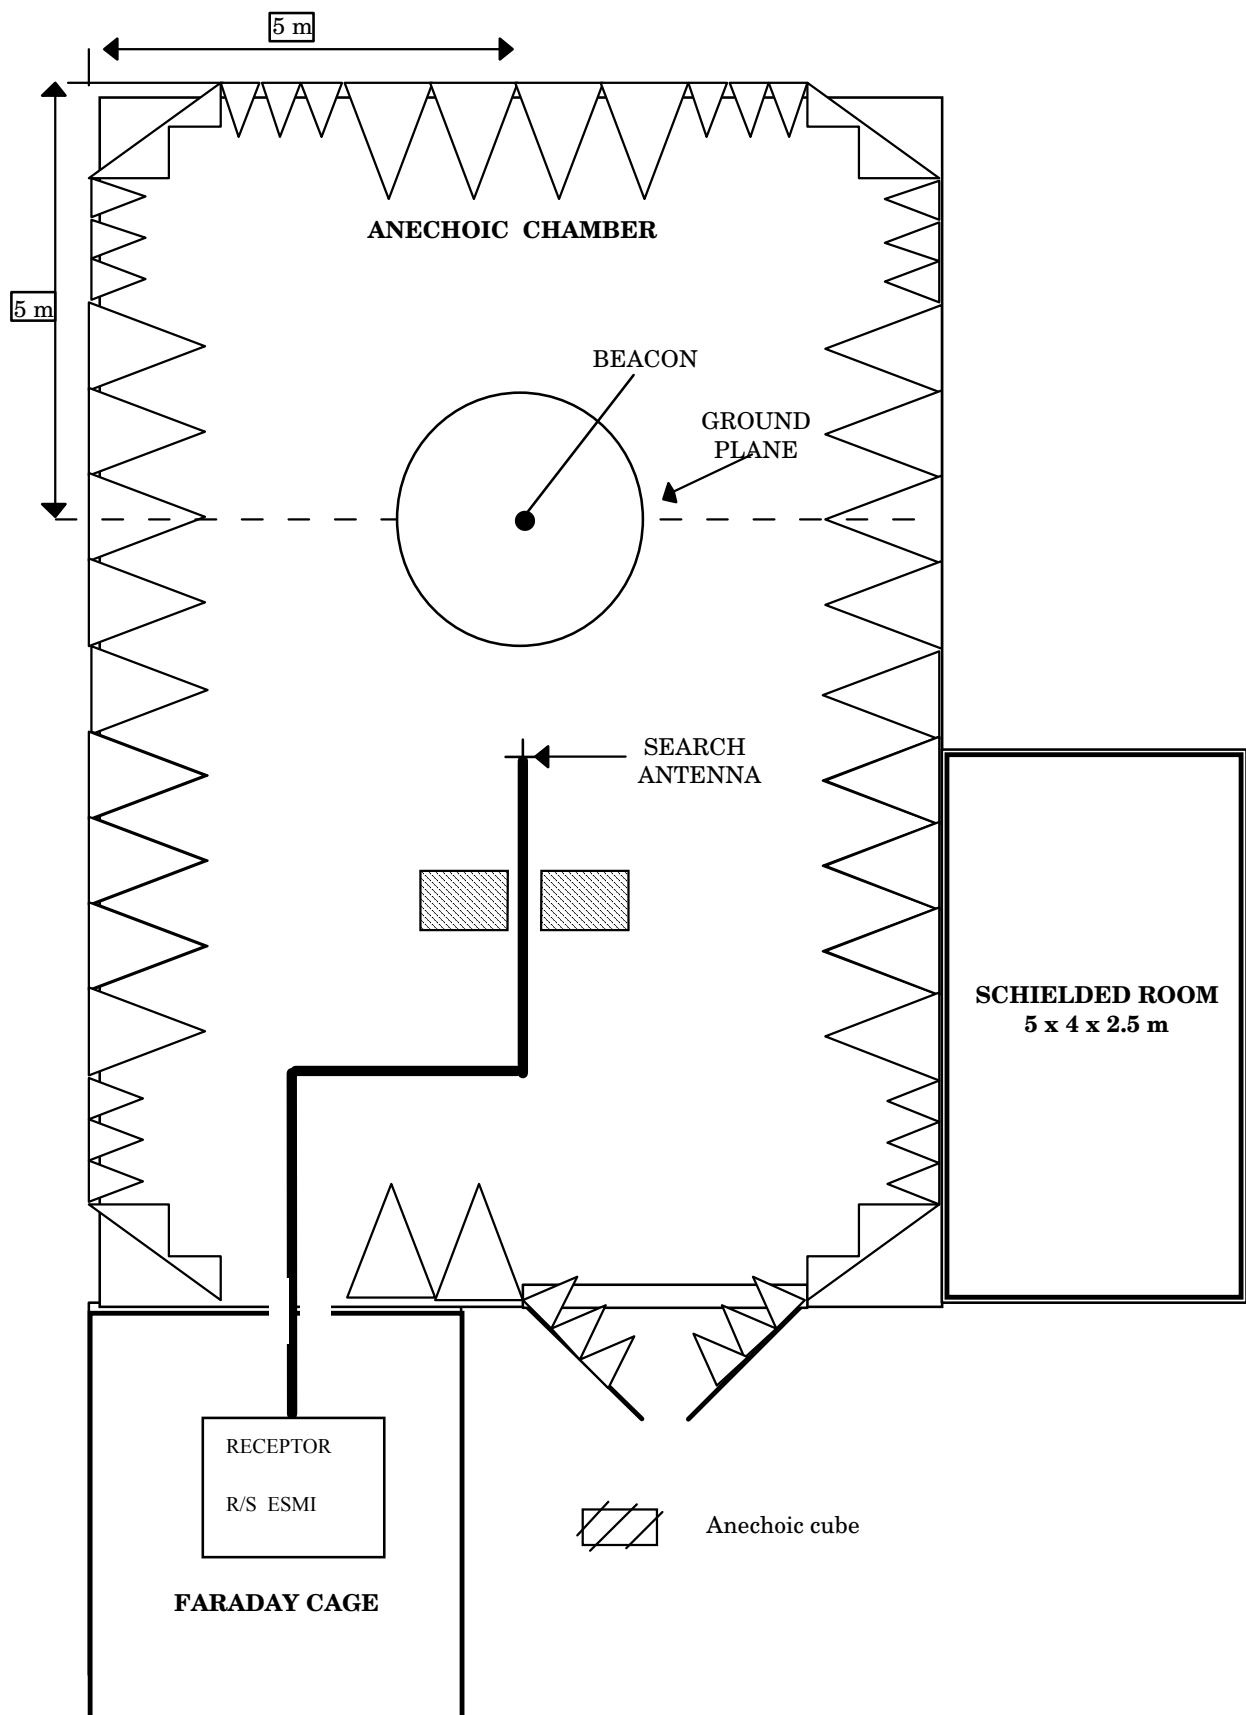 5 m
ANECHOIC CHAMBER
5 m
BEACON
GROUND
PLANE
SEARCH
ANTENNA
SCHIELDED ROOM
5 x 4 x 2.5 m
RECEPTOR
R/S ESMI
Anechoic cube
FARADAY CAGE